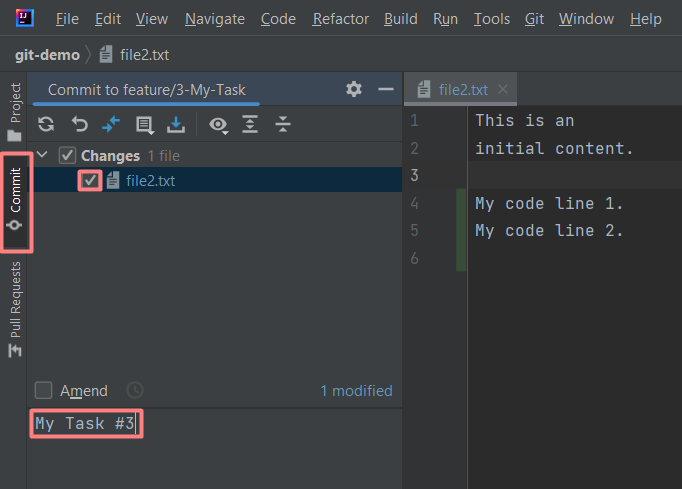 IJ File Edit View Navigate Code Refactor Build Run Tools Git Window Help
git-demo file2.txt
Project
Commit
Pull Requests
Commit to feature/3-My-Task
Changes 1 file
file2.txt
Amend 1 modified
My Task #3
file2.txt
1 This is an
2 initial content.
3
4 My code line 1.
5 My code line 2.
6